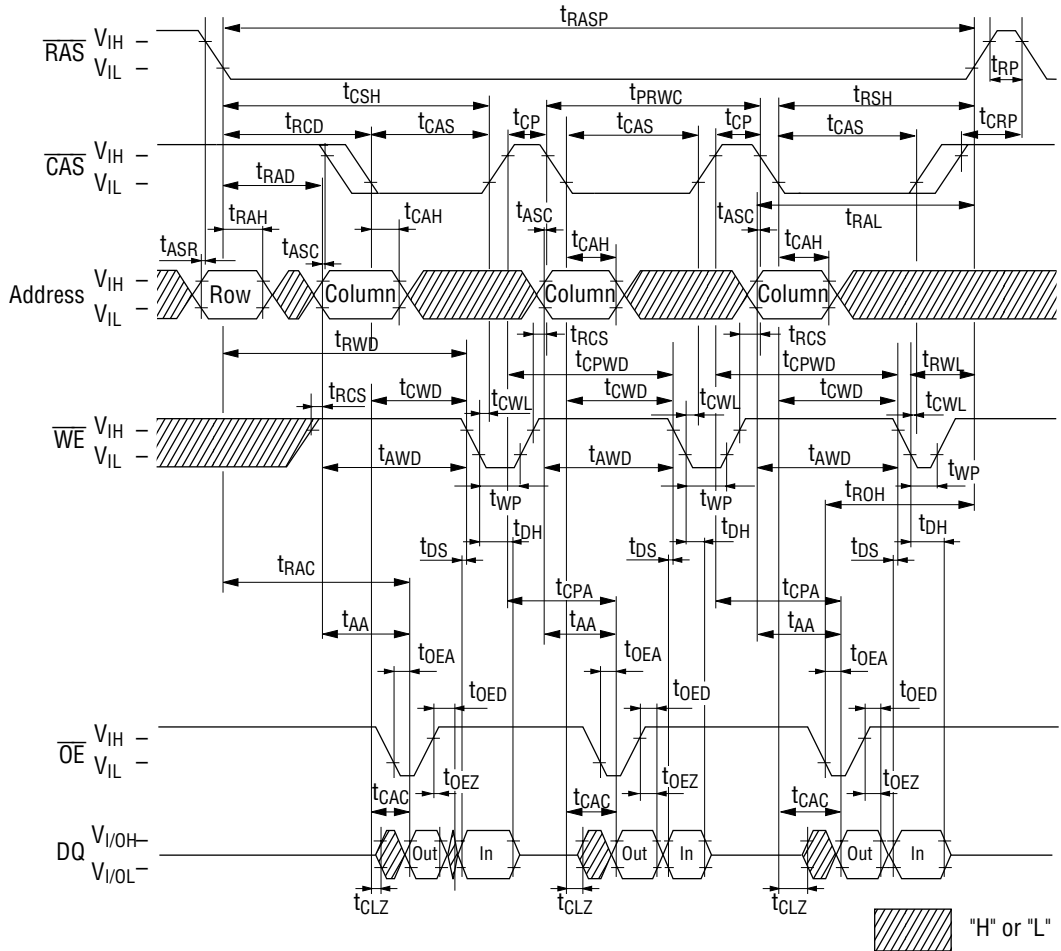 tRASP
RAS VIH
VIL
tRP
tCSH tPRWC tRSH
tRCD tCAS tCP tCAS tCP tCAS tCRP
CAS VIH
VIL
tRAD tCAH tRAL
tRAH tASC tASC
tASR tASC tCAH tCAH
Address VIH
VIL
Row Column Column Column
tRWD tRCS tRCS
tCPWD tCPWD tRWL
tRCS tCWD tCWL tCWD tCWL tCWD tCWL
WE VIH
VIL
tAWD tAWD tAWD
tWP tWP tWP
tROH
tDH tDH tDH
tDS tDS tDS
tRAC tCPA tCPA
tAA tAA tAA
tOEA tOEA tOEA
tOED tOED tOED
OE VIH
VIL
tOEZ tOEZ tOEZ
tCAC tCAC tCAC
DQ VI/OH
VI/OL
Out In Out In Out In
tCLZ tCLZ tCLZ
"H" or "L"